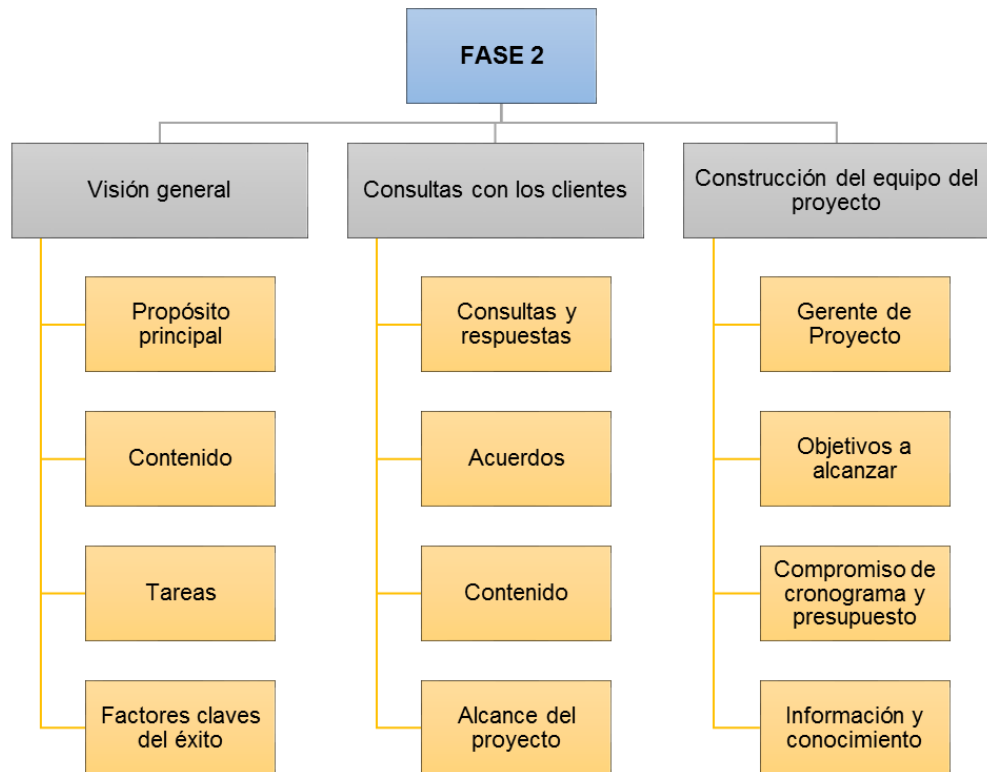 FASE 2
Visión general
Consultas con los clientes
Construcción del equipo del
proyecto
Propósito
principal
Contenido
Tareas
Factores claves
del éxito
Consultas y
respuestas
Acuerdos
Contenido
Alcance del
proyecto
Gerente de
Proyecto
Objetivos a
alcanzar
Compromiso de
cronograma y
presupuesto
Información y
conocimiento